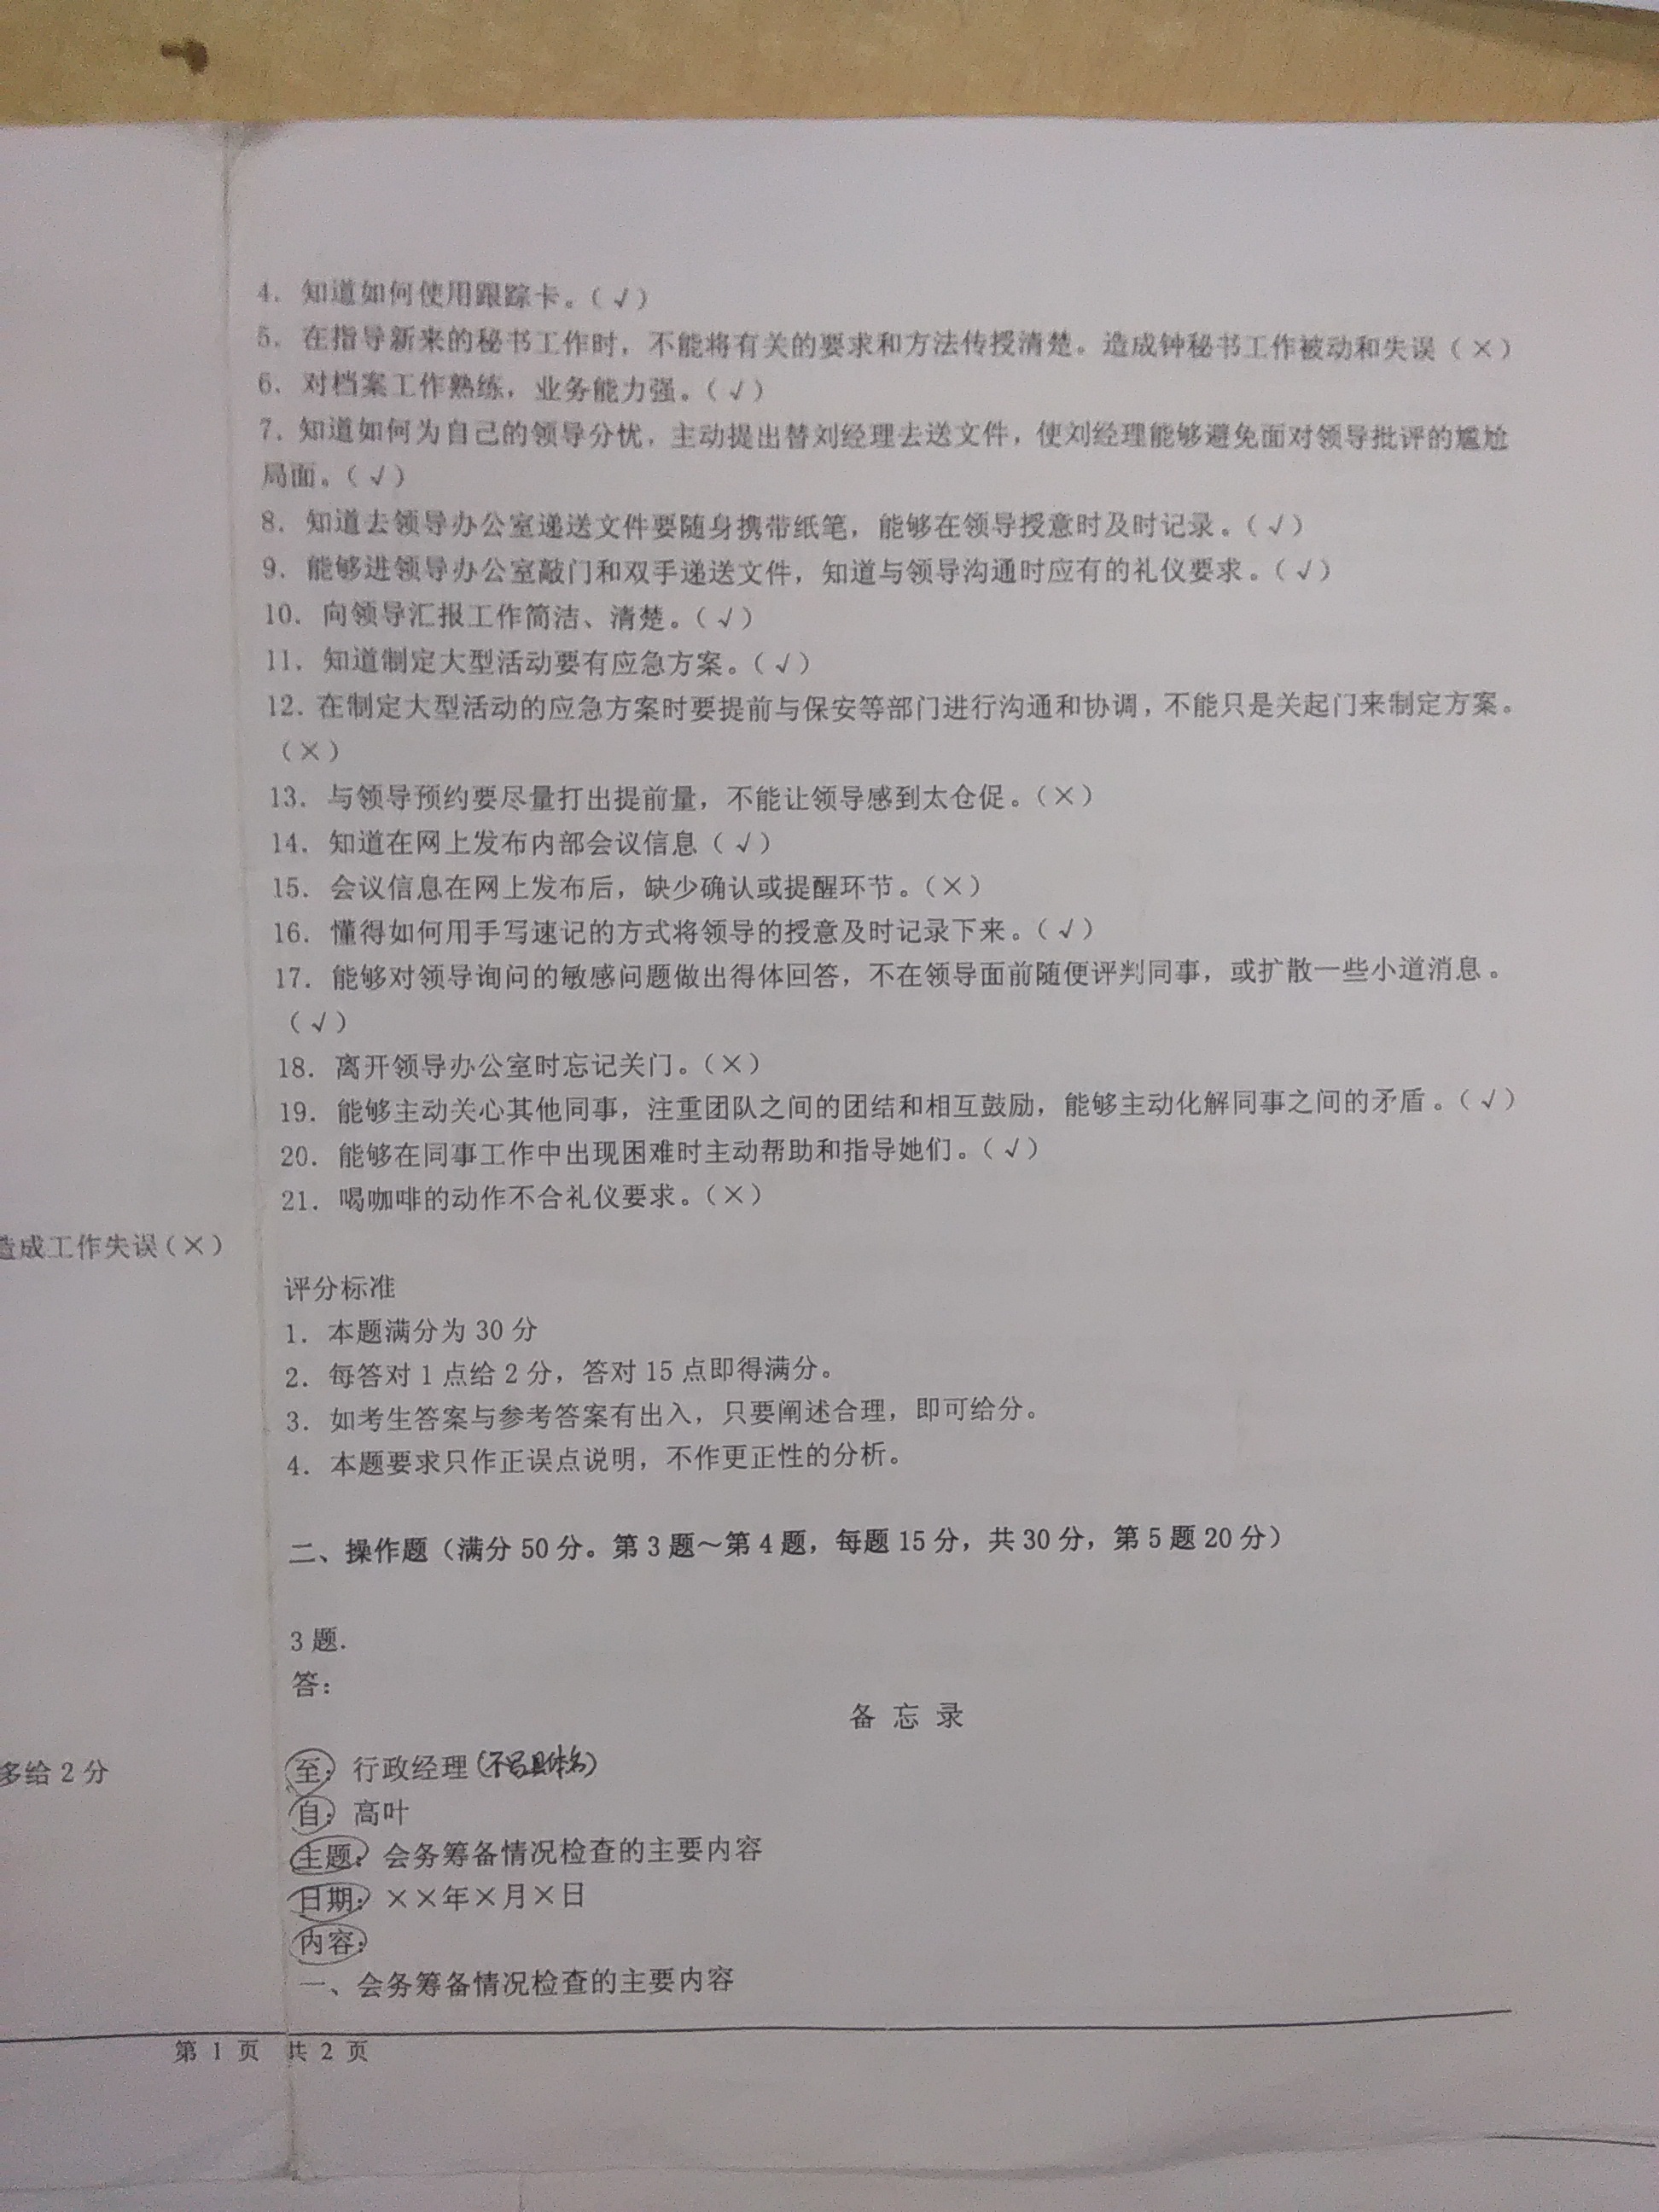 4. 知道如何使用跟踪卡。(√)
5. 在指导新来的秘书工作时，不能将有关的要求和方法传授清楚。造成钟秘书工作被动和失误（×）
6. 对档案工作熟练，业务能力强。(√)
7. 知道如何为自己的领导分忧，主动提出替刘经理去送文件，使刘经理能够避免面对领导批评的尴尬
局面。(√)
8. 知道去领导办公室递送文件要随身携带纸笔，能够在领导授意时及时记录。(√)
9. 能够进领导办公室敲门和双手递送文件，知道与领导沟通时应有的礼仪要求。(√)
10. 向领导汇报工作简洁、清楚。(√)
11. 知道制定大型活动要有应急方案。(√)
12. 在制定大型活动的应急方案时要提前与保安等部门进行沟通和协调，不能只是关起门来制定方案。
(×)
13. 与领导预约要尽量打出提前量，不能让领导感到太仓促。(×)
14. 知道在网上发布内部会议信息（√）
15. 会议信息在网上发布后，缺少确认或提醒环节。(×)
16. 懂得如何用手写速记的方式将领导的授意及时记录下来。(√)
17. 能够对领导询问的敏感问题做出得体回答，不在领导面前随便评判同事，或扩散一些小道消息。
(√)
18. 离开领导办公室时忘记关门。(×)
19. 能够主动关心其他同事，注重团队之间的团结和相互鼓励，能够主动化解同事之间的矛盾。(√)
20. 能够在同事工作中出现困难时主动帮助和指导她们。(√)
21. 喝咖啡的动作不合礼仪要求。(×)
造成工作失误(×)
评分标准
1. 本题满分为30分
2. 每答对1点给2分，答对15点即得满分。
3. 如考生答案与参考答案有出入，只要阐述合理，即可给分。
4. 本题要求只作正误点说明，不作更正性的分析。
二、操作题（满分50分。第3题～第4题，每题15分，共30分，第5题20分）
3题.
答：
备 忘 录
多给2分
至：行政经理(不写具体名)
自：高叶
主题：会务筹备情况检查的主要内容
日期：××年×月×日
内容：
一、会务筹备情况检查的主要内容
第 1 页 共 2 页